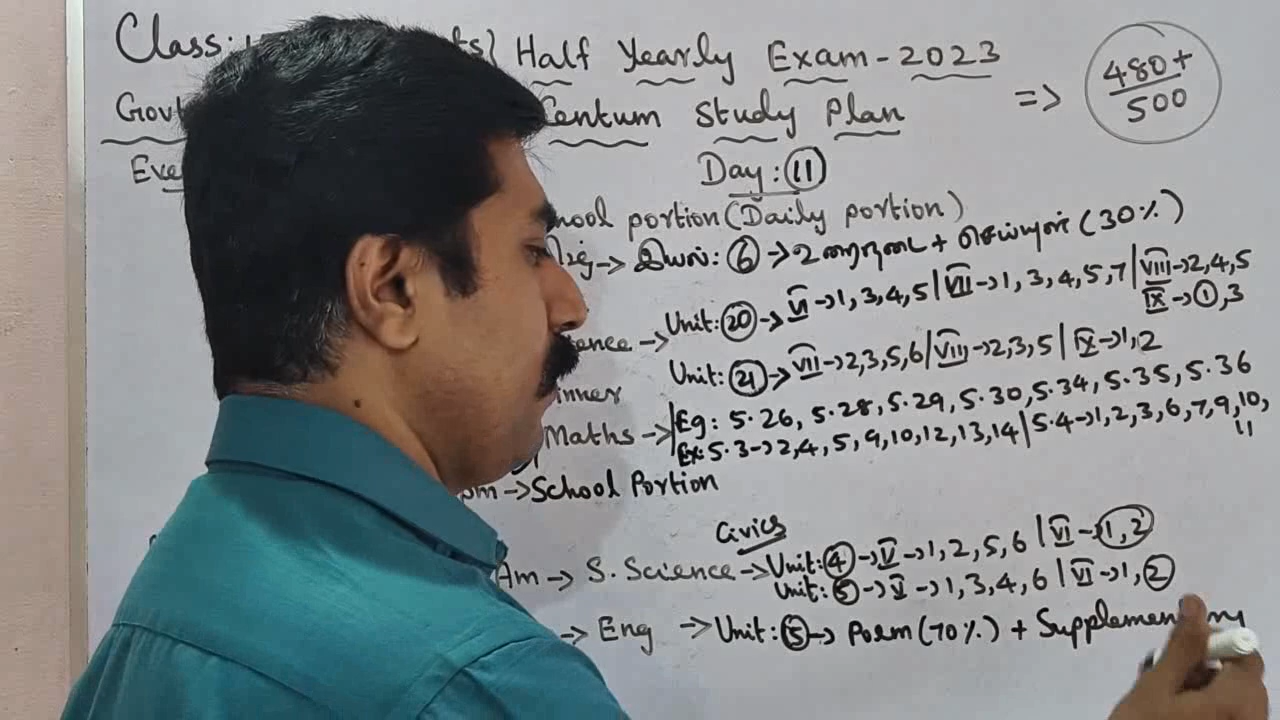 Class: Half Yearly Exam - 2023
Govt Centum Study Plan => 480+/500
Day: 11
School portion (Daily portion)
இயல்: 6 -> உரைநடை + செய்யுள் (30%)
Unit: 20 -> VI -> 1, 3, 4, 5 | VII -> 1, 3, 4, 5, 7 | VIII -> 2, 4, 5
IX -> 1, 3
Unit: 21 -> VII -> 2, 3, 5, 6 | VIII -> 2, 3, 5 | IX -> 1, 2
Maths -> Eg: 5.26, 5.28, 5.29, 5.30, 5.34, 5.35, 5.36
Ex: 5.3 -> 2, 4, 5, 9, 10, 12, 13, 14 | 5.4 -> 1, 2, 3, 6, 7, 9, 10,
11
pm -> School Portion
Civics
Am -> S. Science -> Unit: 4 -> V -> 1, 2, 5, 6 | VI -> 1, 2
Unit: 5 -> V -> 1, 3, 4, 6 | VI -> 1, 2
-> Eng -> Unit: 5 -> Poem (70%) + Supplementary